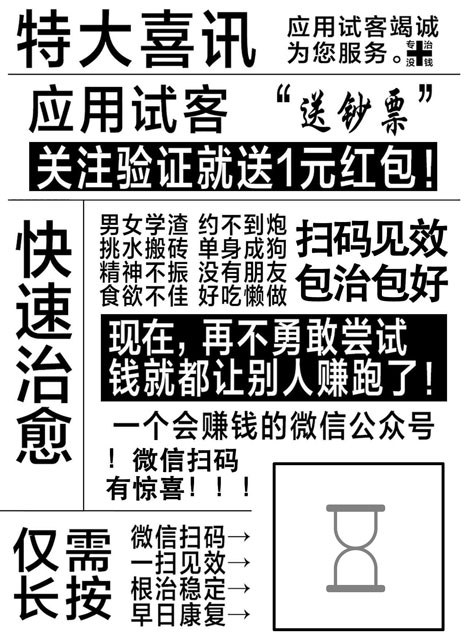 特大喜讯
应用试客竭诚
为您服务。
专治
没钱
应用试客
“送钞票”
关注验证就送1元红包！
快速治愈
男女学渣 约不到炮
挑水搬砖 单身成狗
精神不振 没有朋友
食欲不佳 好吃懒做
扫码见效
包治包好
现在，再不勇敢尝试
钱就都让别人赚跑了！
一个会赚钱的微信公众号
！微信扫码
有惊喜！！！
仅需
长按
微信扫码→
一扫见效→
根治稳定→
早日康复→